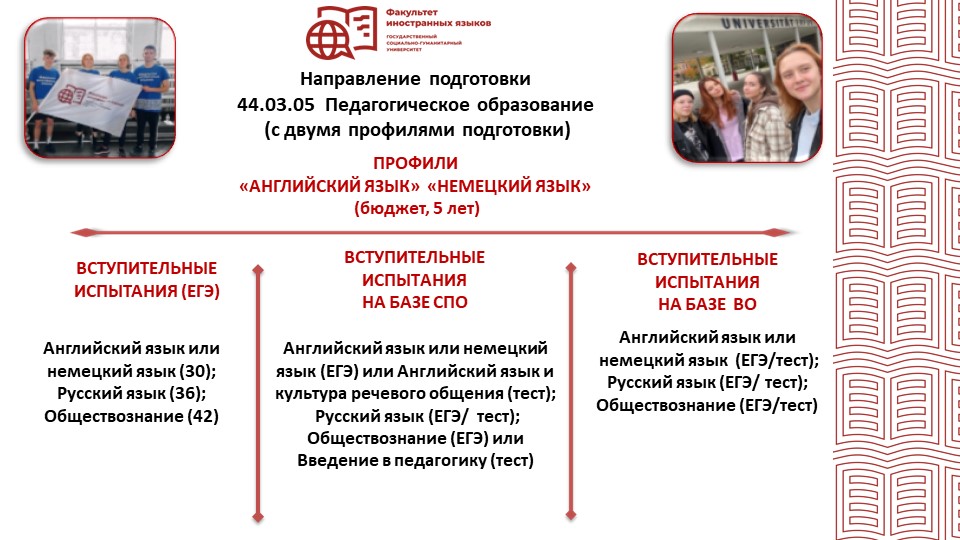 Факультет
иностранных языков
ГОСУДАРСТВЕННЫЙ
СОЦИАЛЬНО-ГУМАНИТАРНЫЙ
УНИВЕРСИТЕТ
UNIVERSITÄT
Направление подготовки
44.03.05 Педагогическое образование
(с двумя профилями подготовки)
ПРОФИЛИ
«АНГЛИЙСКИЙ ЯЗЫК» «НЕМЕЦКИЙ ЯЗЫК»
(бюджет, 5 лет)
ВСТУПИТЕЛЬНЫЕ
ИСПЫТАНИЯ (ЕГЭ)
Английский язык или
немецкий язык (30);
Русский язык (36);
Обществознание (42)
ВСТУПИТЕЛЬНЫЕ
ИСПЫТАНИЯ
НА БАЗЕ СПО
Английский язык или немецкий
язык (ЕГЭ) или Английский язык и
культура речевого общения (тест);
Русский язык (ЕГЭ/ тест);
Обществознание (ЕГЭ) или
Введение в педагогику (тест)
ВСТУПИТЕЛЬНЫЕ
ИСПЫТАНИЯ
НА БАЗЕ ВО
Английский язык или
немецкий язык (ЕГЭ/тест);
Русский язык (ЕГЭ/ тест);
Обществознание (ЕГЭ/тест)